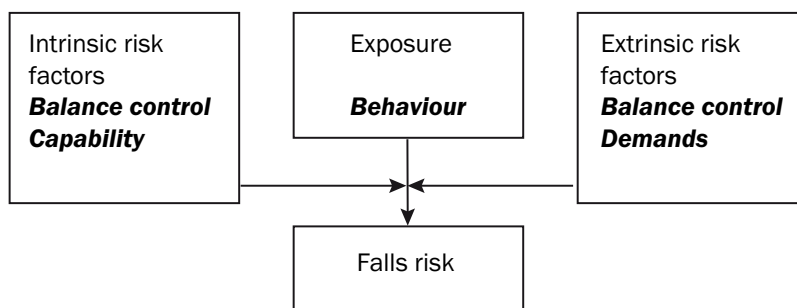 Intrinsic risk
factors
Balance control
Capability
Exposure
Behaviour
Extrinsic risk
factors
Balance control
Demands
Falls risk